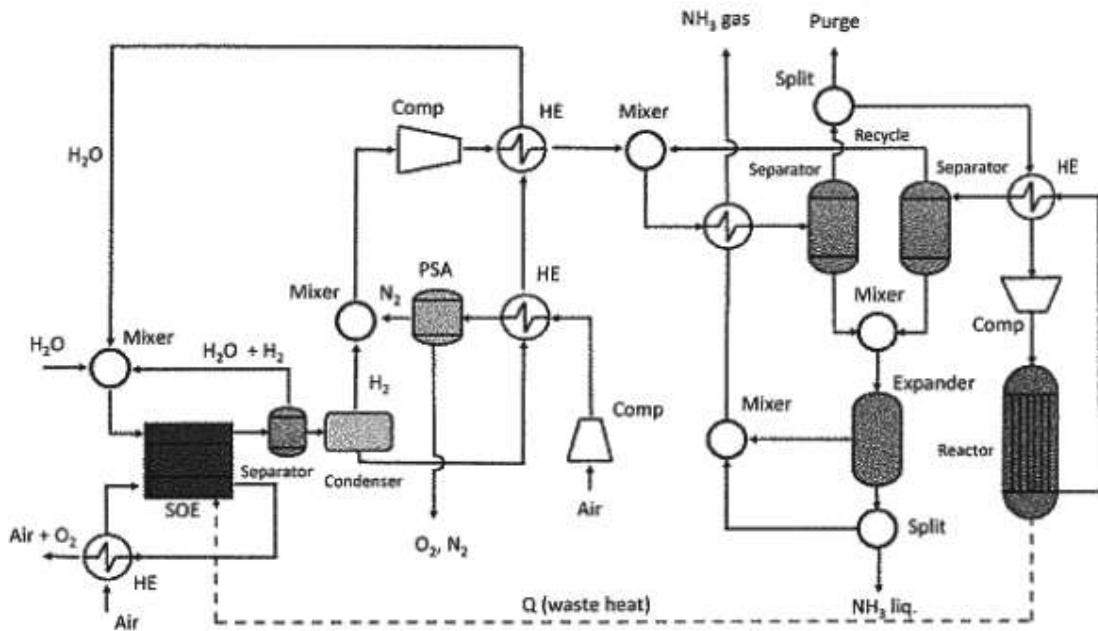 NH₃ gas
Purge
Split
Comp
HE
Mixer
Recycle
H₂O
Separator
Separator
HE
PSA
HE
Mixer
N₂
Mixer
Comp
H₂O
Mixer
H₂O + H₂
H₂
Expander
Comp
Mixer
Reactor
Separator
Condenser
SOE
Air
Split
Air + O₂
O₂, N₂
HE
Q (waste heat)
NH₃ liq.
Air